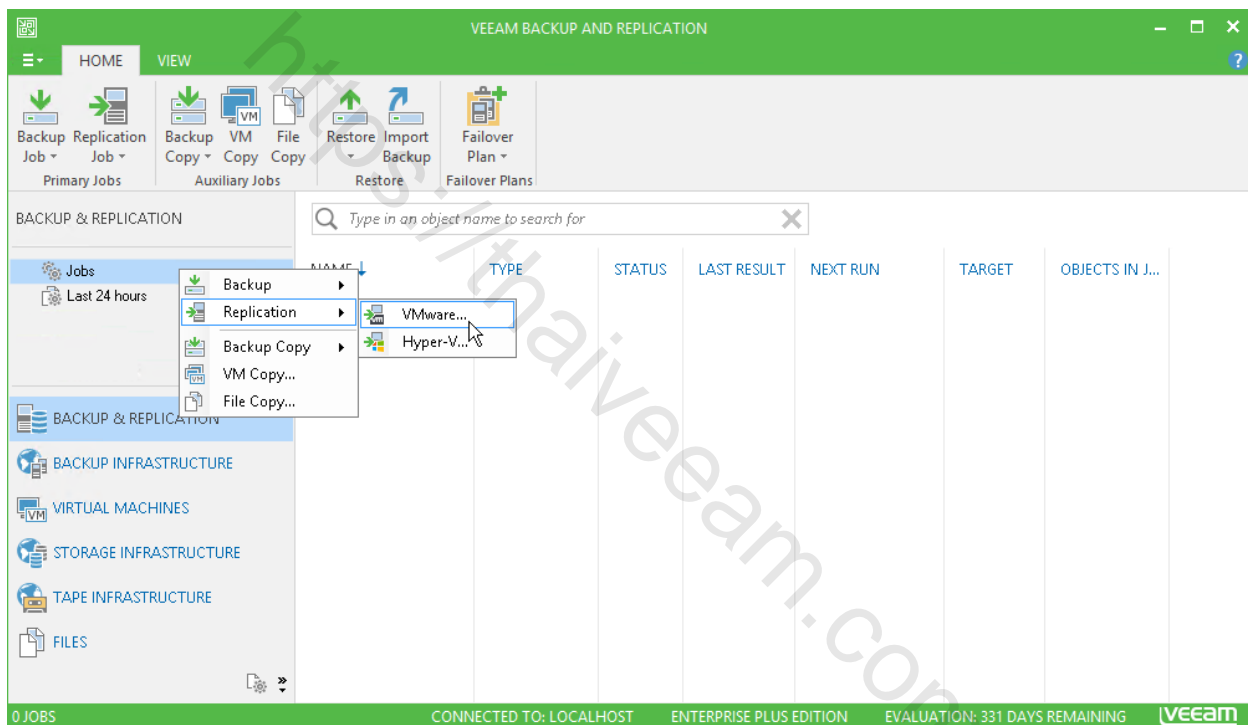 VEEAM BACKUP AND REPLICATION
HOME VIEW
?
Backup Job
Replication Job
Backup Copy
VM Copy
File Copy
Restore
Import Backup
Failover Plan
Primary Jobs
Auxiliary Jobs
Restore
Failover Plans
BACKUP & REPLICATION
Type in an object name to search for
Jobs
Last 24 hours
NAME TYPE STATUS LAST RESULT NEXT RUN TARGET OBJECTS IN J...
Backup
Replication
Backup Copy
VM Copy...
File Copy...
VMware...
Hyper-V...
BACKUP & REPLICATION
BACKUP INFRASTRUCTURE
VIRTUAL MACHINES
STORAGE INFRASTRUCTURE
TAPE INFRASTRUCTURE
FILES
0 JOBS CONNECTED TO: LOCALHOST ENTERPRISE PLUS EDITION EVALUATION: 331 DAYS REMAINING veeam
https://thaiveeam.com